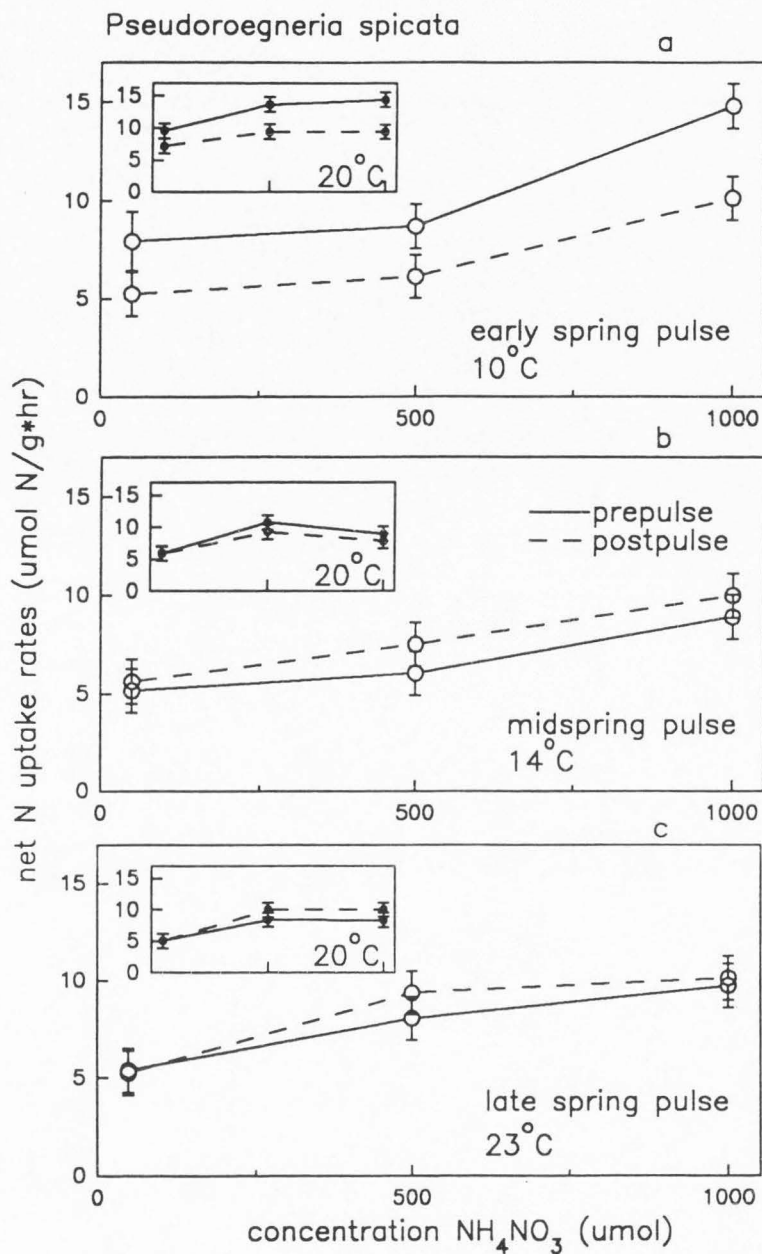 Pseudoroegneria spicata
a
15
10
5
0
15
10
5
0
20°C
early spring pulse
10°C
0
500
1000
b
15
10
5
0
15
10
5
0
20°C
prepulse
postpulse
midspring pulse
14°C
0
500
1000
c
15
10
5
0
15
10
5
0
20°C
late spring pulse
23°C
0
500
1000
net N uptake rates (umol N/g*hr)
concentration NH₄NO₃ (umol)